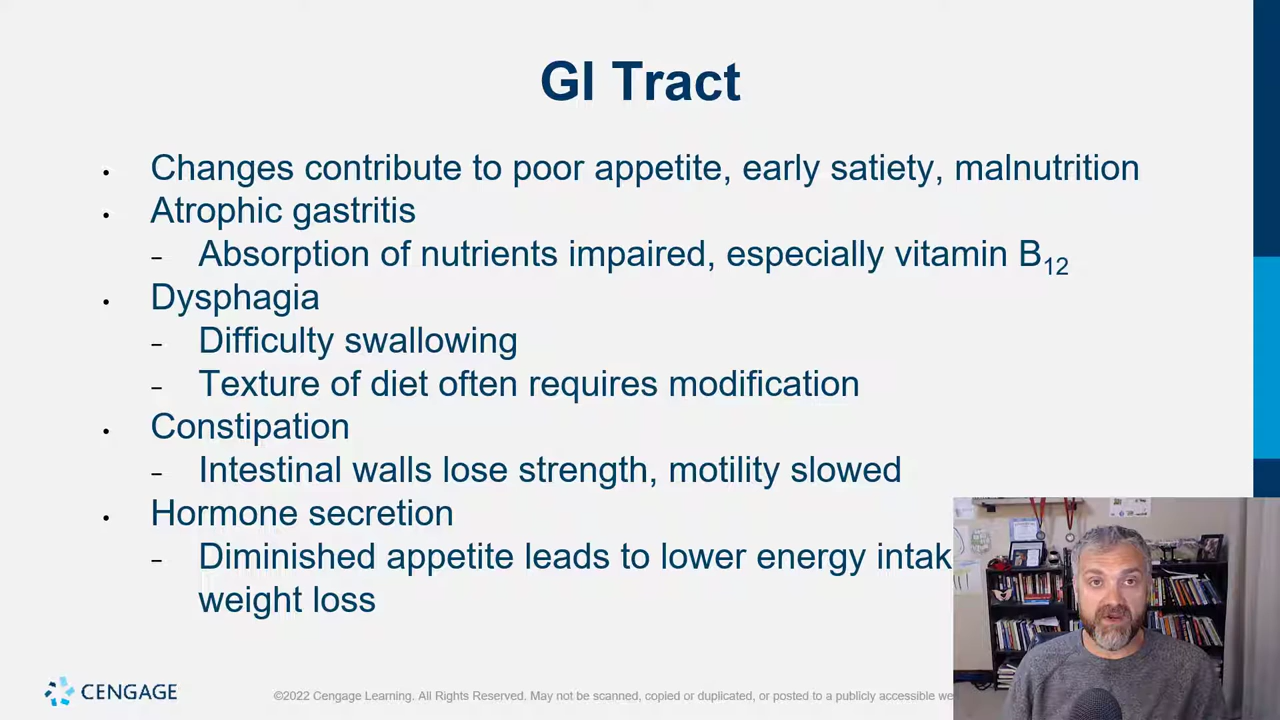 GI Tract
• Changes contribute to poor appetite, early satiety, malnutrition
• Atrophic gastritis
– Absorption of nutrients impaired, especially vitamin B12
• Dysphagia
– Difficulty swallowing
– Texture of diet often requires modification
• Constipation
– Intestinal walls lose strength, motility slowed
• Hormone secretion
– Diminished appetite leads to lower energy
weight loss
CENGAGE
©2022 Cengage Learning. All Rights Reserved. May not be scanned, copied or duplicated, or posted to a publicly accessible